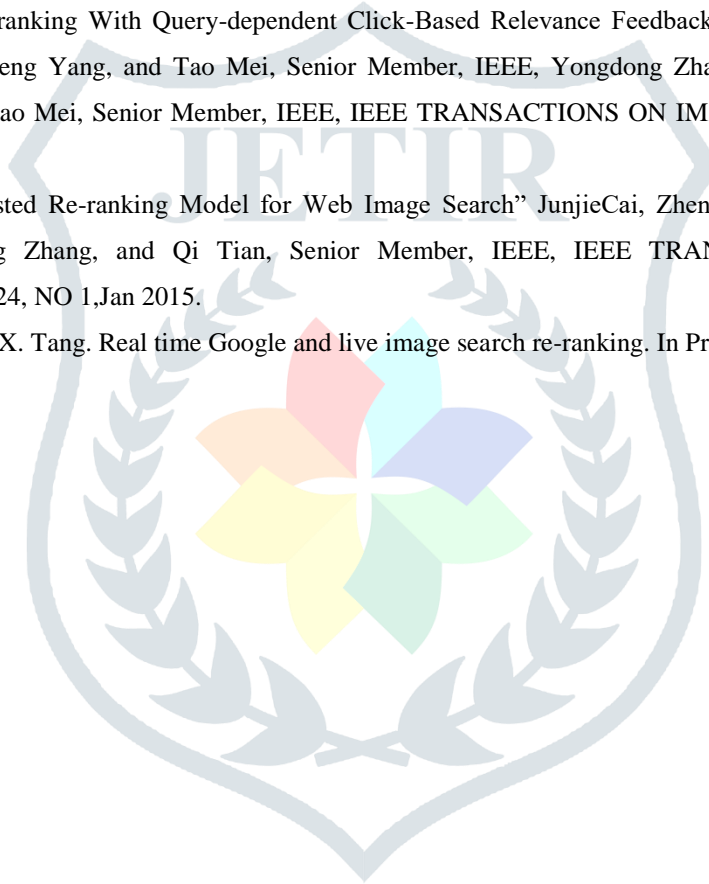 ranking With Query-dependent Click-Based Relevance Feedback
eng Yang, and Tao Mei, Senior Member, IEEE, Yongdong Zha
ao Mei, Senior Member, IEEE, IEEE TRANSACTIONS ON IM
JETIR
sted Re-ranking Model for Web Image Search” JunjieCai, Zhen
g Zhang, and Qi Tian, Senior Member, IEEE, IEEE TRAN
24, NO 1,Jan 2015.
X. Tang. Real time Google and live image search re-ranking. In Pr